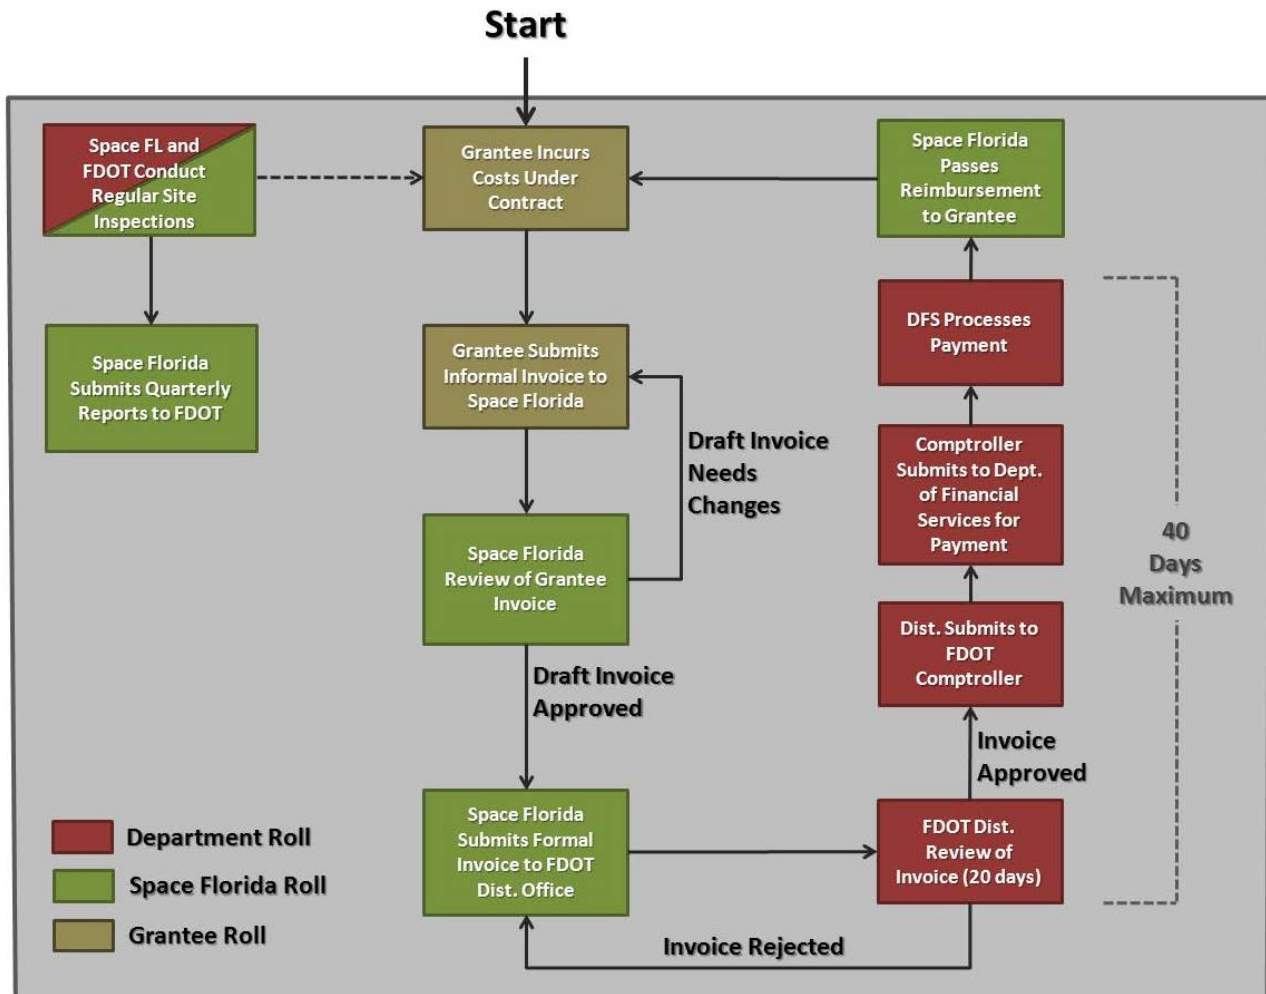 Start
Space FL and
FDOT Conduct
Regular Site
Inspections
Grantee Incurs
Costs Under
Contract
Space Florida
Passes
Reimbursement
to Grantee
Space Florida
Submits Quarterly
Reports to FDOT
Grantee Submits
Informal Invoice to
Space Florida
Draft Invoice
Needs
Changes
Space Florida
Review of Grantee
Invoice
Draft Invoice
Approved
Space Florida
Submits Formal
Invoice to FDOT
Dist. Office
DFS Processes
Payment
Comptroller
Submits to Dept.
of Financial
Services for
Payment
Dist. Submits to
FDOT
Comptroller
Invoice
Approved
FDOT Dist.
Review of
Invoice (20 days)
Invoice Rejected
40
Days
Maximum
Department Roll
Space Florida Roll
Grantee Roll